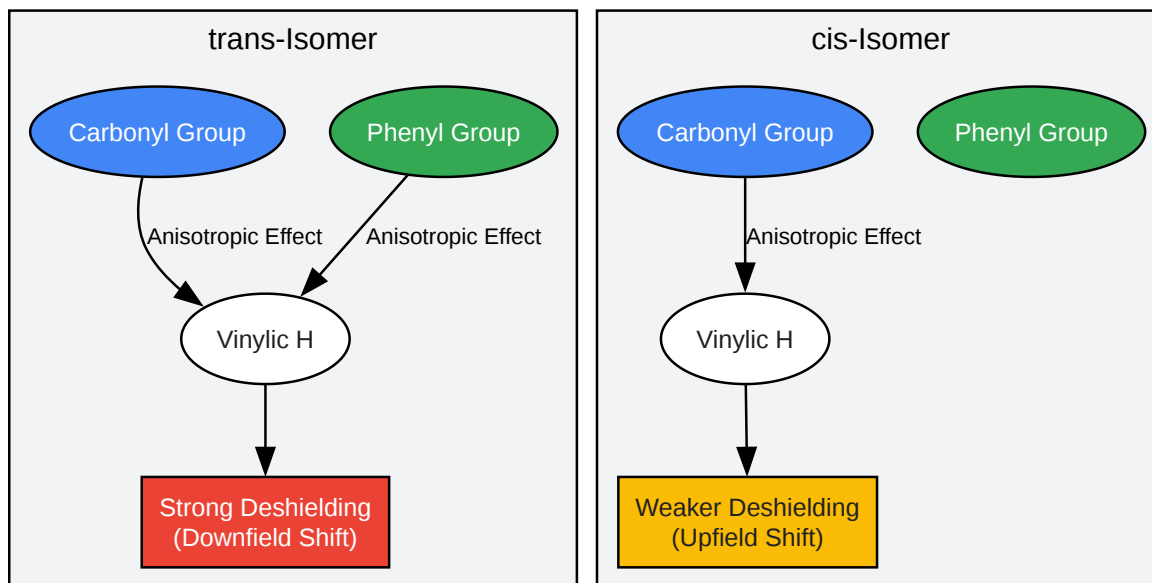 trans-Isomer
Carbonyl Group
Phenyl Group
Anisotropic Effect
Anisotropic Effect
Vinylic H
Strong Deshielding
(Downfield Shift)
cis-Isomer
Carbonyl Group
Phenyl Group
Anisotropic Effect
Vinylic H
Weaker Deshielding
(Upfield Shift)